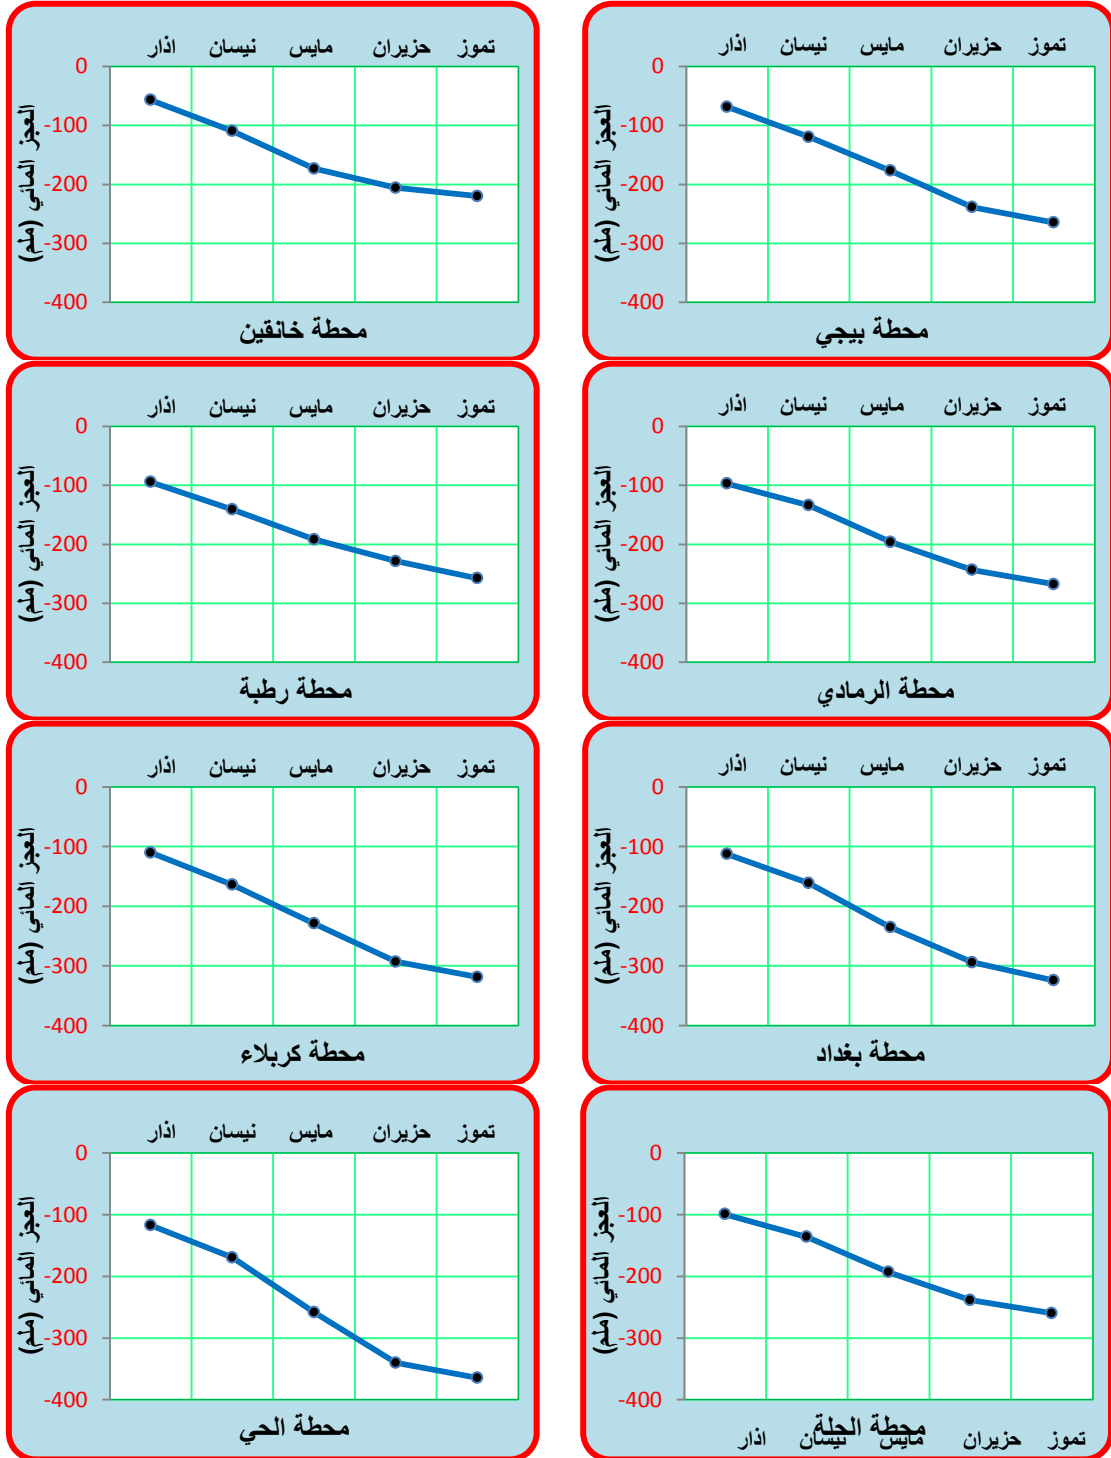 اذار نيسان مايس حزيران تموز
0
-100
-200
-300
-400
العجز المائي (ملم)
محطة خانقين
اذار نيسان مايس حزيران تموز
0
-100
-200
-300
-400
العجز المائي (ملم)
محطة بيجي
اذار نيسان مايس حزيران تموز
0
-100
-200
-300
-400
العجز المائي (ملم)
محطة رطبة
اذار نيسان مايس حزيران تموز
0
-100
-200
-300
-400
العجز المائي (ملم)
محطة الرمادي
اذار نيسان مايس حزيران تموز
0
-100
-200
-300
-400
العجز المائي (ملم)
محطة كربلاء
اذار نيسان مايس حزيران تموز
0
-100
-200
-300
-400
العجز المائي (ملم)
محطة بغداد
اذار نيسان مايس حزيران تموز
0
-100
-200
-300
-400
العجز المائي (ملم)
محطة الحي
0
-100
-200
-300
-400
العجز المائي (ملم)
محطة الحلة
اذار نيسان مايس حزيران تموز